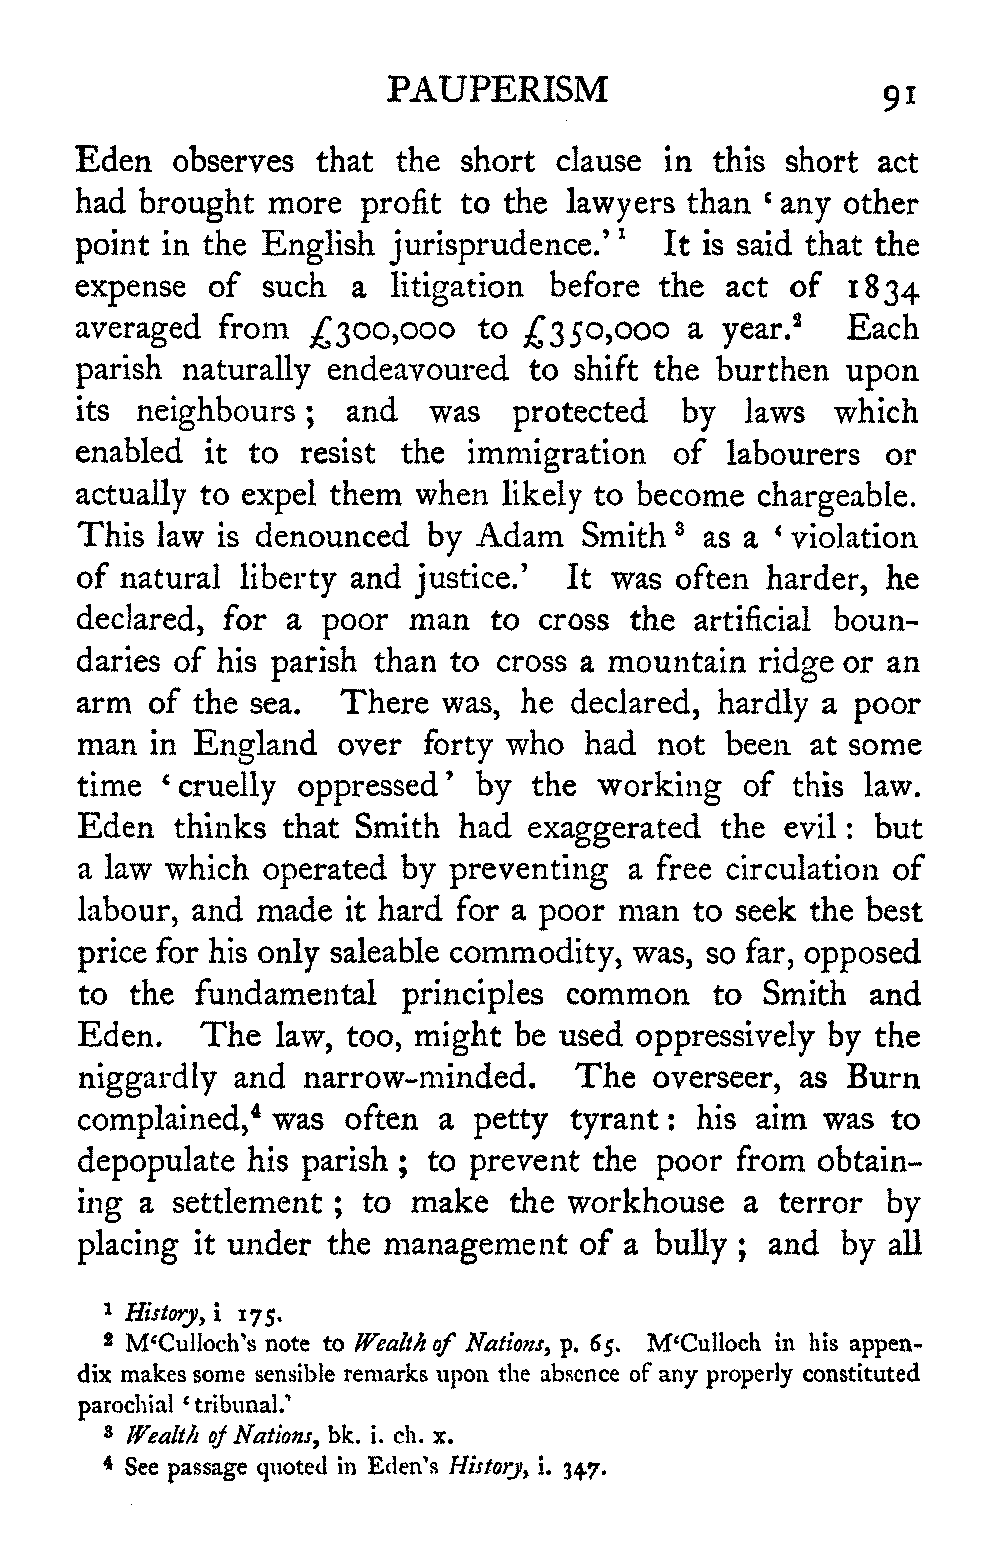 PAUPERISM 91
Eden observes that the short clause in this short act
had brought more profit to the lawyers than ‘ any other
point in the English jurisprudence.’ ¹ It is said that the
expense of such a litigation before the act of 1834
averaged from £300,000 to £350,000 a year.² Each
parish naturally endeavoured to shift the burthen upon
its neighbours ; and was protected by laws which
enabled it to resist the immigration of labourers or
actually to expel them when likely to become chargeable.
This law is denounced by Adam Smith ³ as a ‘ violation
of natural liberty and justice.’ It was often harder, he
declared, for a poor man to cross the artificial boun-
daries of his parish than to cross a mountain ridge or an
arm of the sea. There was, he declared, hardly a poor
man in England over forty who had not been at some
time ‘ cruelly oppressed ’ by the working of this law.
Eden thinks that Smith had exaggerated the evil : but
a law which operated by preventing a free circulation of
labour, and made it hard for a poor man to seek the best
price for his only saleable commodity, was, so far, opposed
to the fundamental principles common to Smith and
Eden. The law, too, might be used oppressively by the
niggardly and narrow-minded. The overseer, as Burn
complained,⁴ was often a petty tyrant : his aim was to
depopulate his parish ; to prevent the poor from obtain-
ing a settlement ; to make the workhouse a terror by
placing it under the management of a bully ; and by all
¹ History, i 175.
² M‘Culloch's note to Wealth of Nations, p. 65. M‘Culloch in his appen-
dix makes some sensible remarks upon the absence of any properly constituted
parochial ‘ tribunal.’
³ Wealth of Nations, bk. i. ch. x.
⁴ See passage quoted in Eden's History, i. 347.